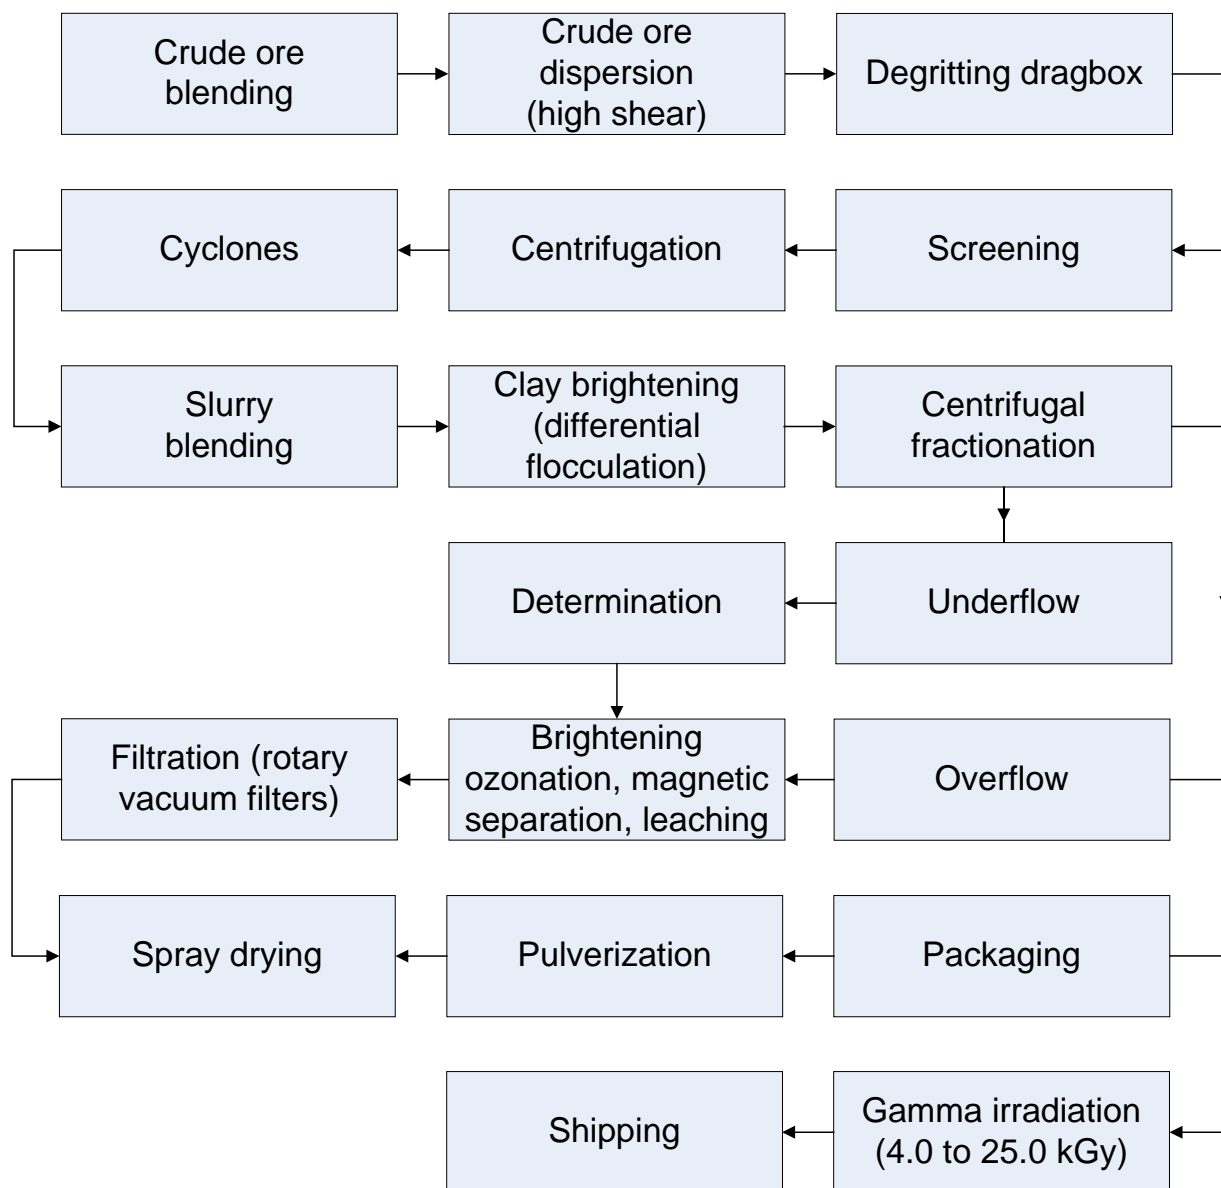 Crude ore
blending
Crude ore
dispersion
(high shear)
Degritting dragbox
Cyclones
Centrifugation
Screening
Slurry
blending
Clay brightening
(differential
flocculation)
Centrifugal
fractionation
Determination
Underflow
Filtration (rotary
vacuum filters)
Brightening
ozonation, magnetic
separation, leaching
Overflow
Spray drying
Pulverization
Packaging
Shipping
Gamma irradiation
(4.0 to 25.0 kGy)